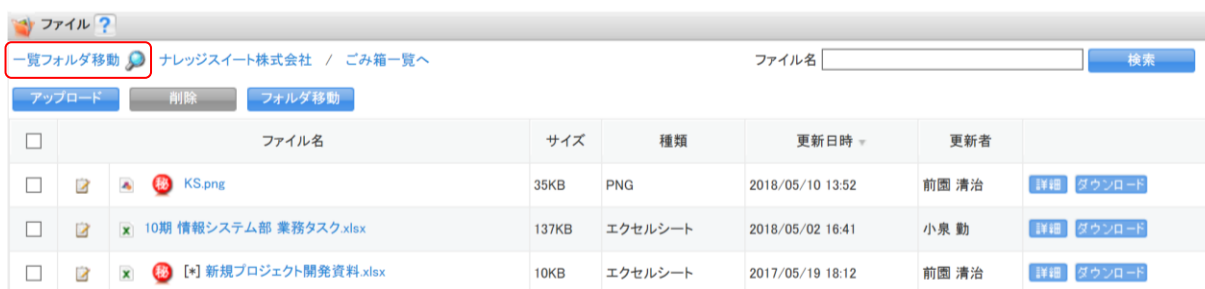 ファイル ?
一覧フォルダ移動 ナレッジスイート株式会社 / ごみ箱一覧へ ファイル名 検索
アップロード 削除 フォルダ移動
ファイル名 サイズ 種類 更新日時 更新者
秘 KS.png 35KB PNG 2018/05/10 13:52 前園 清治 詳細 ダウンロード
10期 情報システム部 業務タスク.xlsx 137KB エクセルシート 2018/05/02 16:41 小泉 勤 詳細 ダウンロード
秘 [*] 新規プロジェクト開発資料.xlsx 10KB エクセルシート 2017/05/19 18:12 前園 清治 詳細 ダウンロード